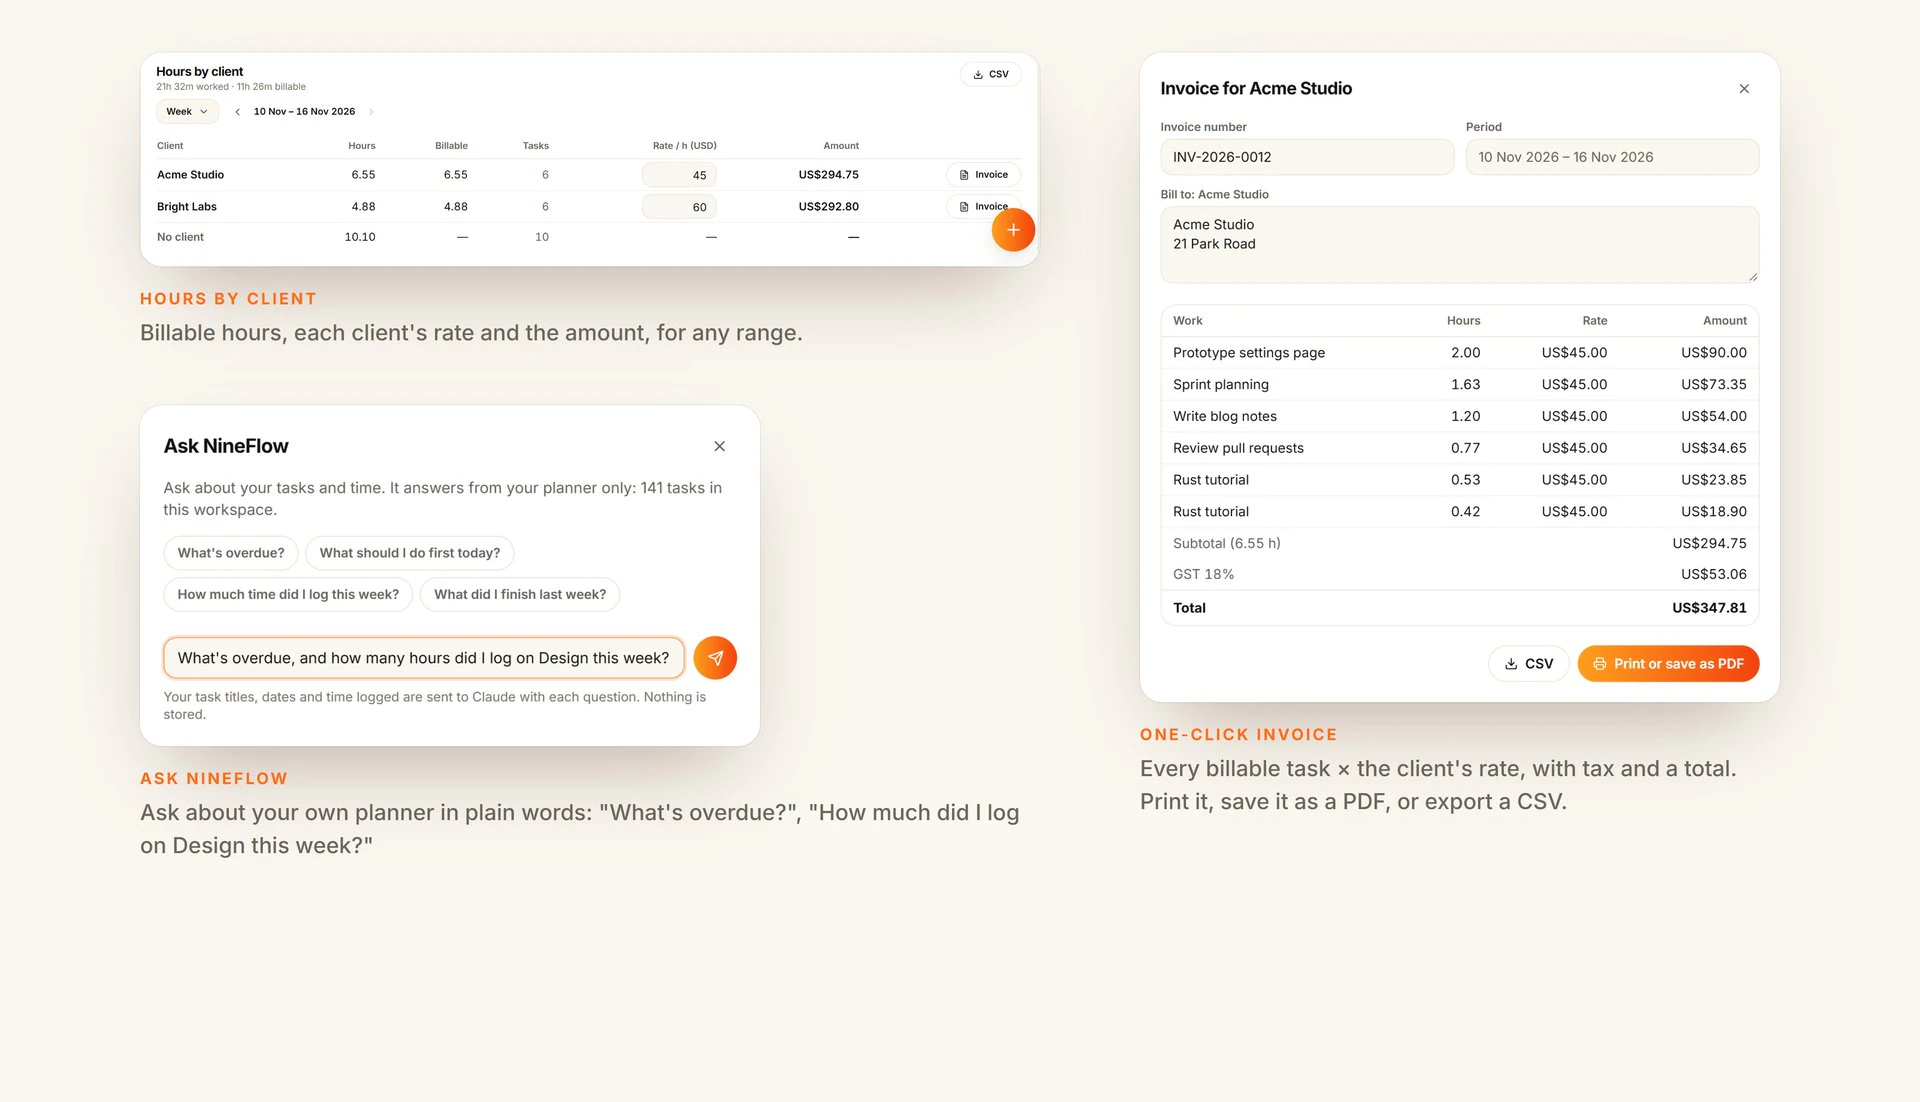 Hours by client
21h 32m worked · 11h 26m billable
CSV
Week
10 Nov – 16 Nov 2026
Client Hours Billable Tasks Rate / h (USD) Amount
Acme Studio 6.55 6.55 6 45 US$294.75 Invoice
Bright Labs 4.88 4.88 6 60 US$292.80 Invoice
No client 10.10 — 10 — —
HOURS BY CLIENT
Billable hours, each client's rate and the amount, for any range.
Ask NineFlow
Ask about your tasks and time. It answers from your planner only: 141 tasks in
this workspace.
What's overdue? What should I do first today?
How much time did I log this week? What did I finish last week?
What's overdue, and how many hours did I log on Design this week?
Your task titles, dates and time logged are sent to Claude with each question. Nothing is
stored.
ASK NINEFLOW
Ask about your own planner in plain words: "What's overdue?", "How much did I log
on Design this week?"
Invoice for Acme Studio
Invoice number Period
INV-2026-0012 10 Nov 2026 – 16 Nov 2026
Bill to: Acme Studio
Acme Studio
21 Park Road
Work Hours Rate Amount
Prototype settings page 2.00 US$45.00 US$90.00
Sprint planning 1.63 US$45.00 US$73.35
Write blog notes 1.20 US$45.00 US$54.00
Review pull requests 0.77 US$45.00 US$34.65
Rust tutorial 0.53 US$45.00 US$23.85
Rust tutorial 0.42 US$45.00 US$18.90
Subtotal (6.55 h) US$294.75
GST 18% US$53.06
Total US$347.81
CSV Print or save as PDF
ONE-CLICK INVOICE
Every billable task × the client's rate, with tax and a total.
Print it, save it as a PDF, or export a CSV.